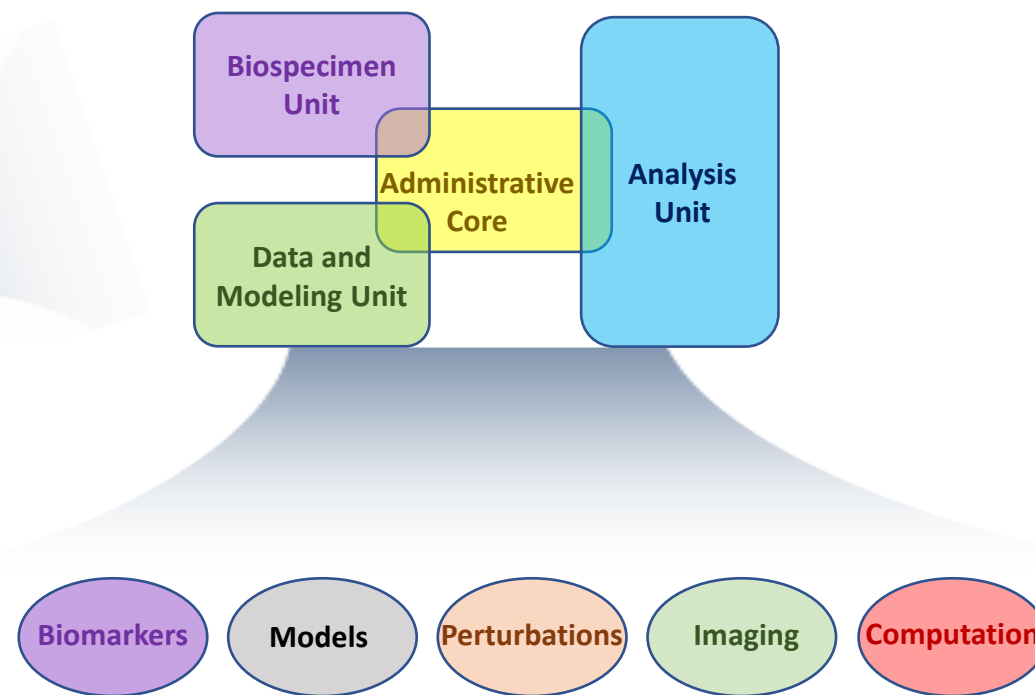 Biospecimen
Unit
Administrative
Core
Analysis
Unit
Data and
Modeling Unit
Biomarkers
Models
Perturbations
Imaging
Computation